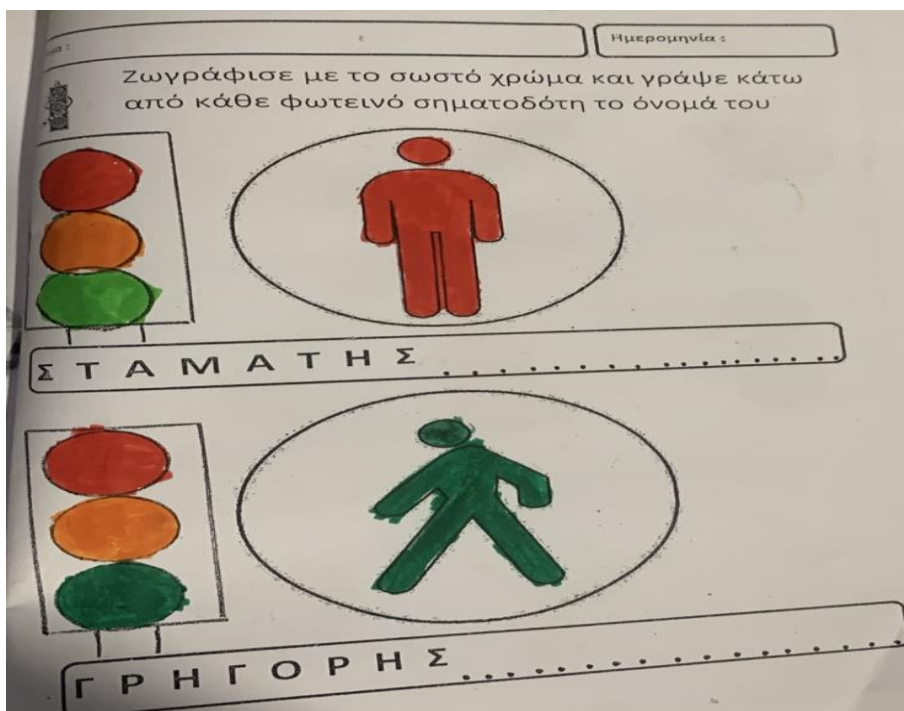 Ημερομηνία :
Ζωγράφισε με το σωστό χρώμα και γράψε κάτω
από κάθε φωτεινό σηματοδότη το όνομά του
ΣΤΑΜΑΤΗΣ....................
ΓΡΗΓΟΡΗΣ..................